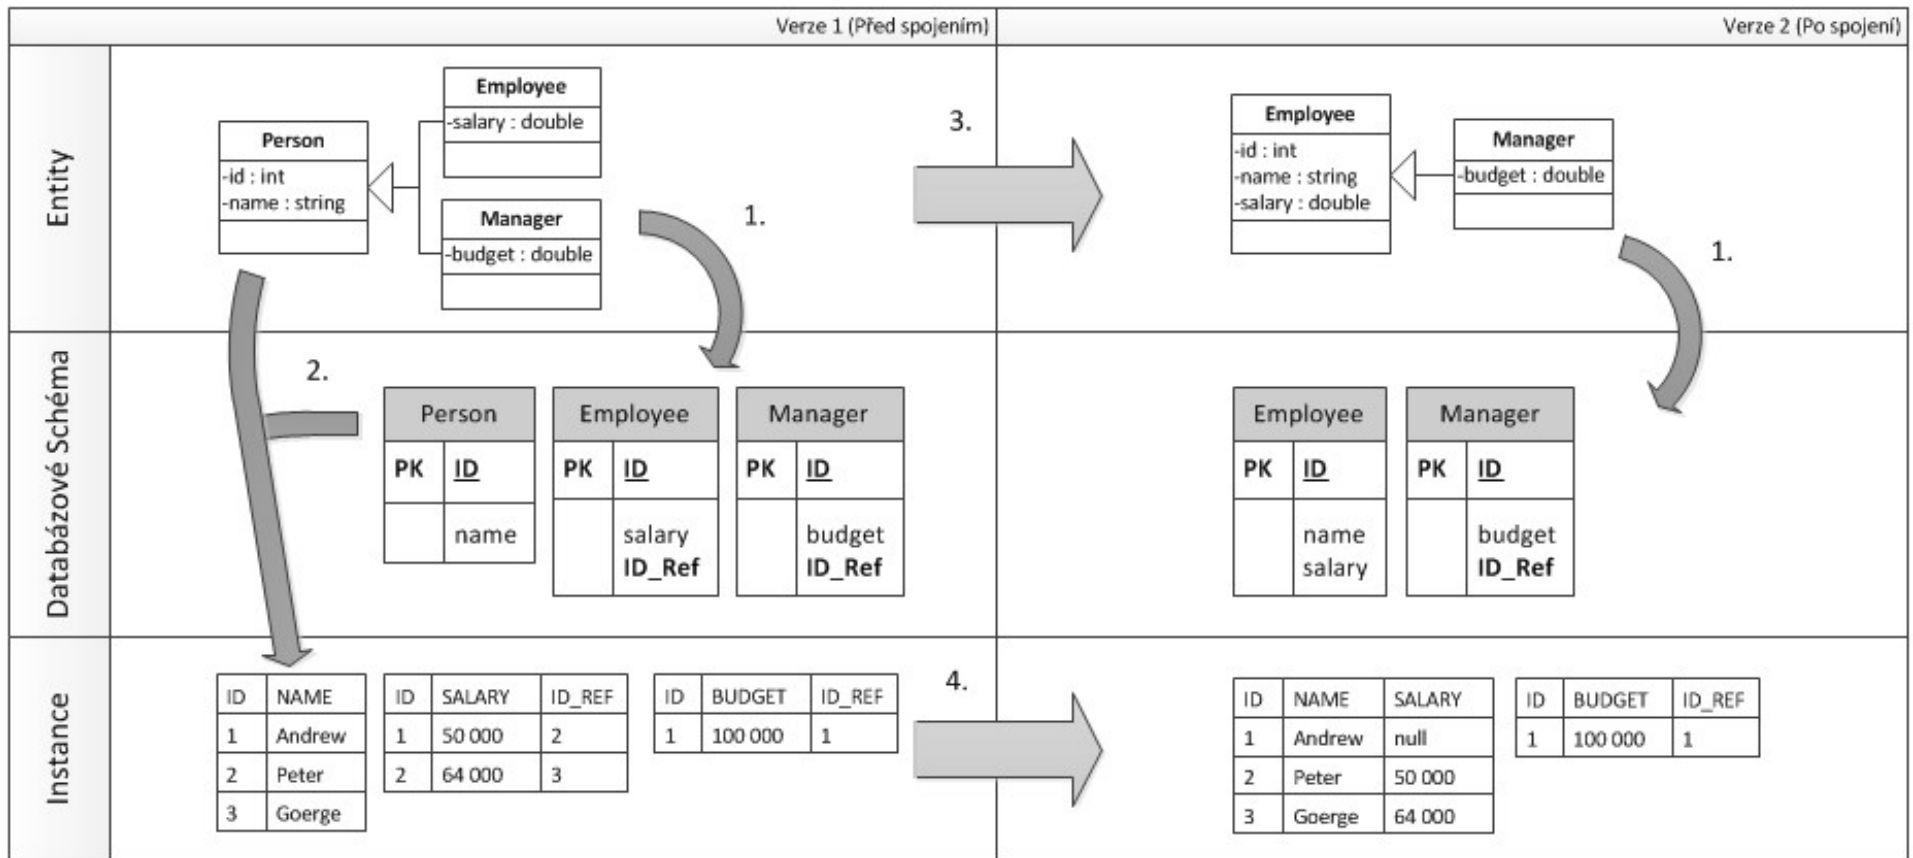 Verze 1 (Před spojením)
Verze 2 (Po spojení)
Entity
Person
-id : int
-name : string
Employee
-salary : double
Manager
-budget : double
1.
3.
Employee
-id : int
-name : string
-salary : double
Manager
-budget : double
1.
Databázové Schéma
2.
Person
PK ID
name
Employee
PK ID
salary
ID_Ref
Manager
PK ID
budget
ID_Ref
Employee
PK ID
name
salary
Manager
PK ID
budget
ID_Ref
Instance
ID NAME
1 Andrew
2 Peter
3 Goerge
ID SALARY ID_REF
1 50 000 2
2 64 000 3
ID BUDGET ID_REF
1 100 000 1
4.
ID NAME SALARY
1 Andrew null
2 Peter 50 000
3 Goerge 64 000
ID BUDGET ID_REF
1 100 000 1